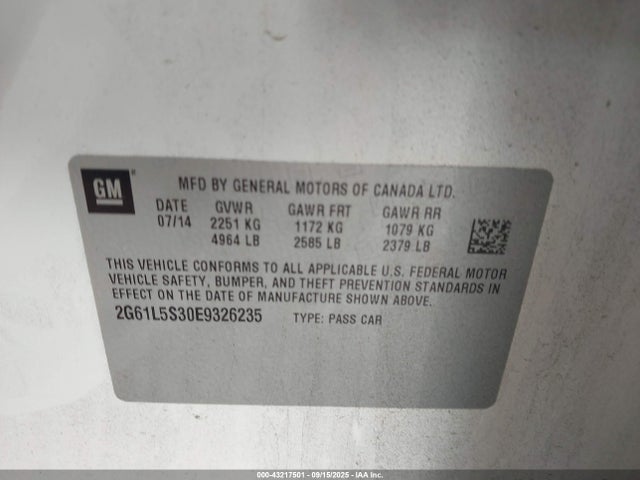 GM
MFD BY GENERAL MOTORS OF CANADA LTD.
DATE GVWR GAWR FRT GAWR RR
07/14 2251 KG 1172 KG 1079 KG
4964 LB 2585 LB 2379 LB
THIS VEHICLE CONFORMS TO ALL APPLICABLE U.S. FEDERAL MOTOR
VEHICLE SAFETY, BUMPER, AND THEFT PREVENTION STANDARDS IN
EFFECT ON THE DATE OF MANUFACTURE SHOWN ABOVE.
2G61L5S30E9326235 TYPE: PASS CAR
000-43217501 - 09/15/2025 - IAA Inc.